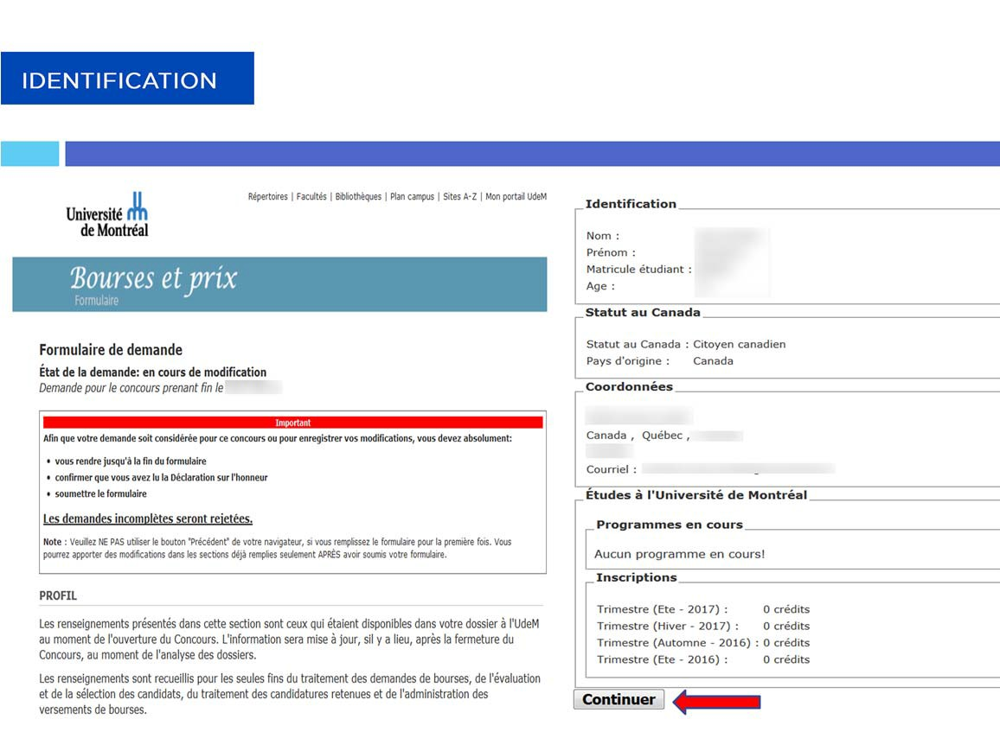 IDENTIFICATION
Université
de Montréal
Répertoires | Facultés | Bibliothèques | Plan campus | Sites A-Z | Mon portail UdeM
Bourses et prix
Formulaire
Formulaire de demande
État de la demande: en cours de modification
Demande pour le concours prenant fin le
Important
Afin que votre demande soit considérée pour ce concours ou pour enregistrer vos modifications, vous devez absolument:
• vous rendre jusqu'à la fin du formulaire
• confirmer que vous avez lu la Déclaration sur l'honneur
• soumettre le formulaire
Les demandes incomplètes seront rejetées.
Note : Veuillez NE PAS utiliser le bouton "Précédent" de votre navigateur, si vous remplissez le formulaire pour la première fois. Vous
pourrez apporter des modifications dans les sections déjà remplies seulement APRÈS avoir soumis votre formulaire.
PROFIL
Les renseignements présentés dans cette section sont ceux qui étaient disponibles dans votre dossier à l'UdeM
au moment de l'ouverture du Concours. L'information sera mise à jour, sil y a lieu, après la fermeture du
Concours, au moment de l'analyse des dossiers.
Les renseignements sont recueillis pour les seules fins du traitement des demandes de bourses, de l'évaluation
et de la sélection des candidats, du traitement des candidatures retenues et de l'administration des
versements de bourses.
Identification
Nom :
Prénom :
Matricule étudiant :
Age :
Statut au Canada
Statut au Canada : Citoyen canadien
Pays d'origine : Canada
Coordonnées
Canada , Québec ,
Courriel :
Études à l'Université de Montréal
Programmes en cours
Aucun programme en cours!
Inscriptions
Trimestre (Ete - 2017) : 0 crédits
Trimestre (Hiver - 2017) : 0 crédits
Trimestre (Automne - 2016) : 0 crédits
Trimestre (Ete - 2016) : 0 crédits
Continuer